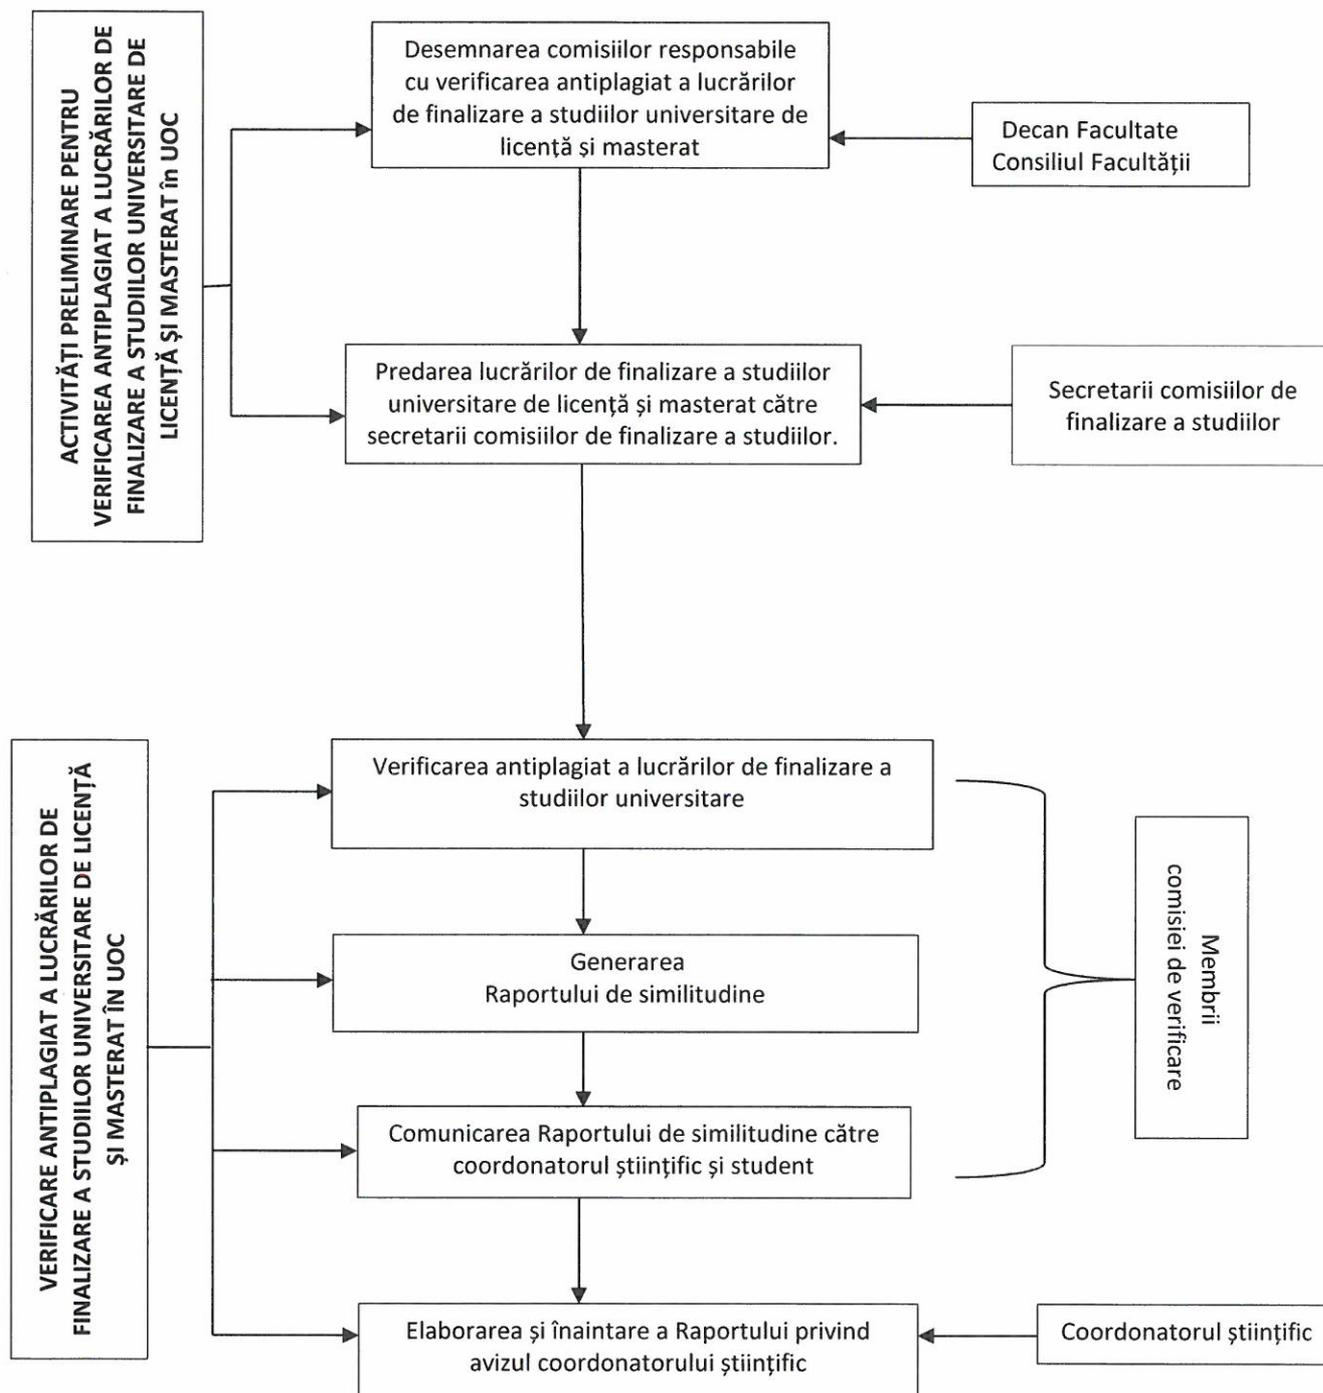 ACTIVITĂȚI PRELIMINARE PENTRU
VERIFICAREA ANTIPLAGIAT A LUCRĂRILOR DE
FINALIZARE A STUDIILOR UNIVERSITARE DE
LICENȚĂ ȘI MASTERAT în UOC
Desemnarea comisiilor responsabile
cu verificarea antiplagiat a lucrărilor
de finalizare a studiilor universitare de
licență și masterat
Decan Facultate
Consiliul Facultății
Predarea lucrărilor de finalizare a studiilor
universitare de licență și masterat către
secretarii comisiilor de finalizare a studiilor.
Secretarii comisiilor de
finalizare a studiilor
VERIFICARE ANTIPLAGIAT A LUCRĂRILOR DE
FINALIZARE A STUDIILOR UNIVERSITARE DE LICENȚĂ
ȘI MASTERAT ÎN UOC
Verificarea antiplagiat a lucrărilor de finalizare a
studiilor universitare
Generarea
Raportului de similitudine
Comunicarea Raportului de similitudine către
coordonatorul științific și student
Membrii
comisiei de verificare
Elaborarea și înaintare a Raportului privind
avizul coordonatorului științific
Coordonatorul științific